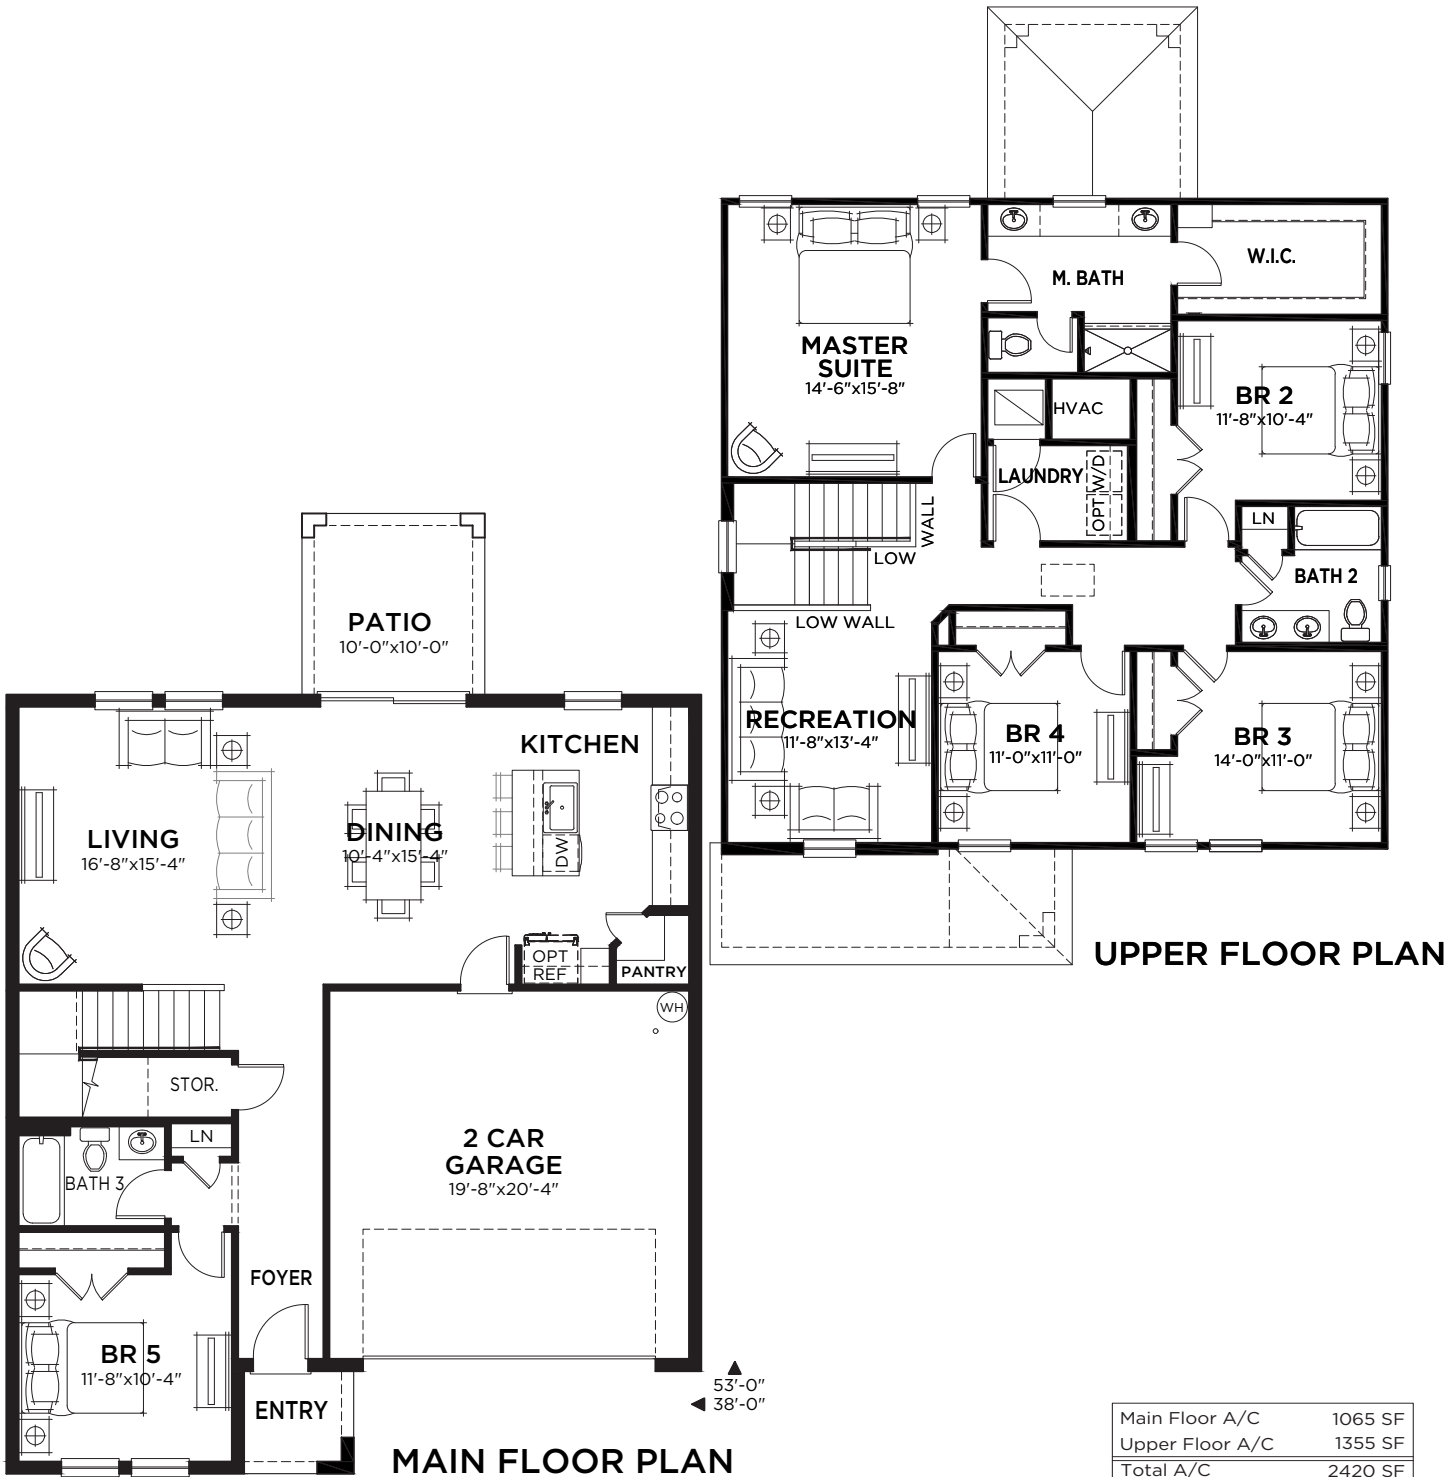 W.I.C.
M. BATH
MASTER
SUITE
14'-6"x15'-8"
BR 2
11'-8"x10'-4"
HVAC
LAUNDRY
OPT W/D
LOW
WALL
LN
BATH 2
LOW WALL
RECREATION
11'-8"x13'-4"
BR 4
11'-0"x11'-0"
BR 3
14'-0"x11'-0"
UPPER FLOOR PLAN
PATIO
10'-0"x10'-0"
KITCHEN
LIVING
16'-8"x15'-4"
DINING
10'-4"x15'-4"
DW
OPT
REF
PANTRY
WH
STOR.
LN
BATH 3
2 CAR
GARAGE
19'-8"x20'-4"
FOYER
BR 5
11'-8"x10'-4"
ENTRY
53'-0"
38'-0"
MAIN FLOOR PLAN
Main Floor A/C 1065 SF
Upper Floor A/C 1355 SF
Total A/C 2420 SF